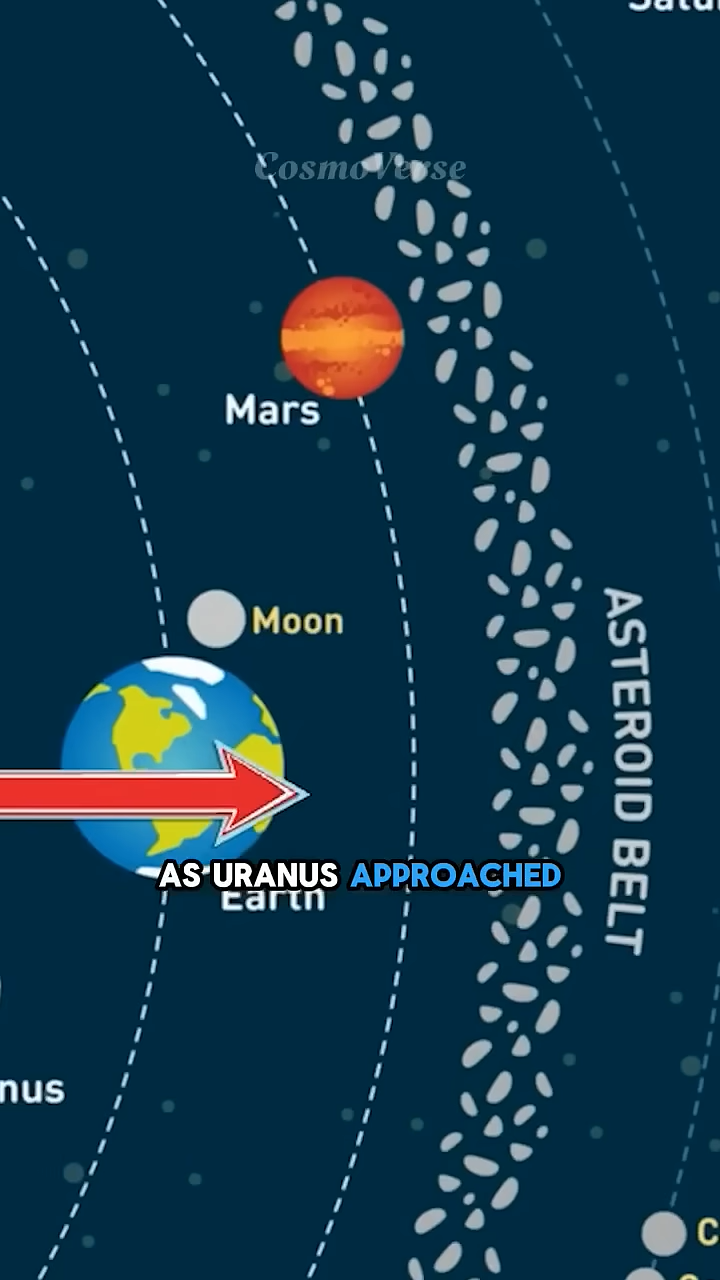 CosmoVerse
Mars
Moon
ASTEROID BELT
AS URANUS APPROACHED
Earth
nus
C